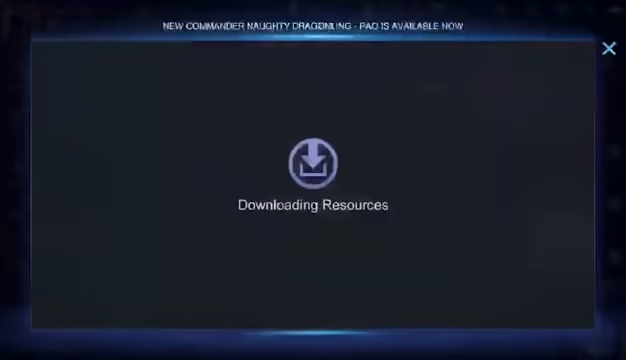 NEW COMMANDER NAUGHTY DRAGONLING - PAO IS AVAILABLE NOW
Downloading Resources